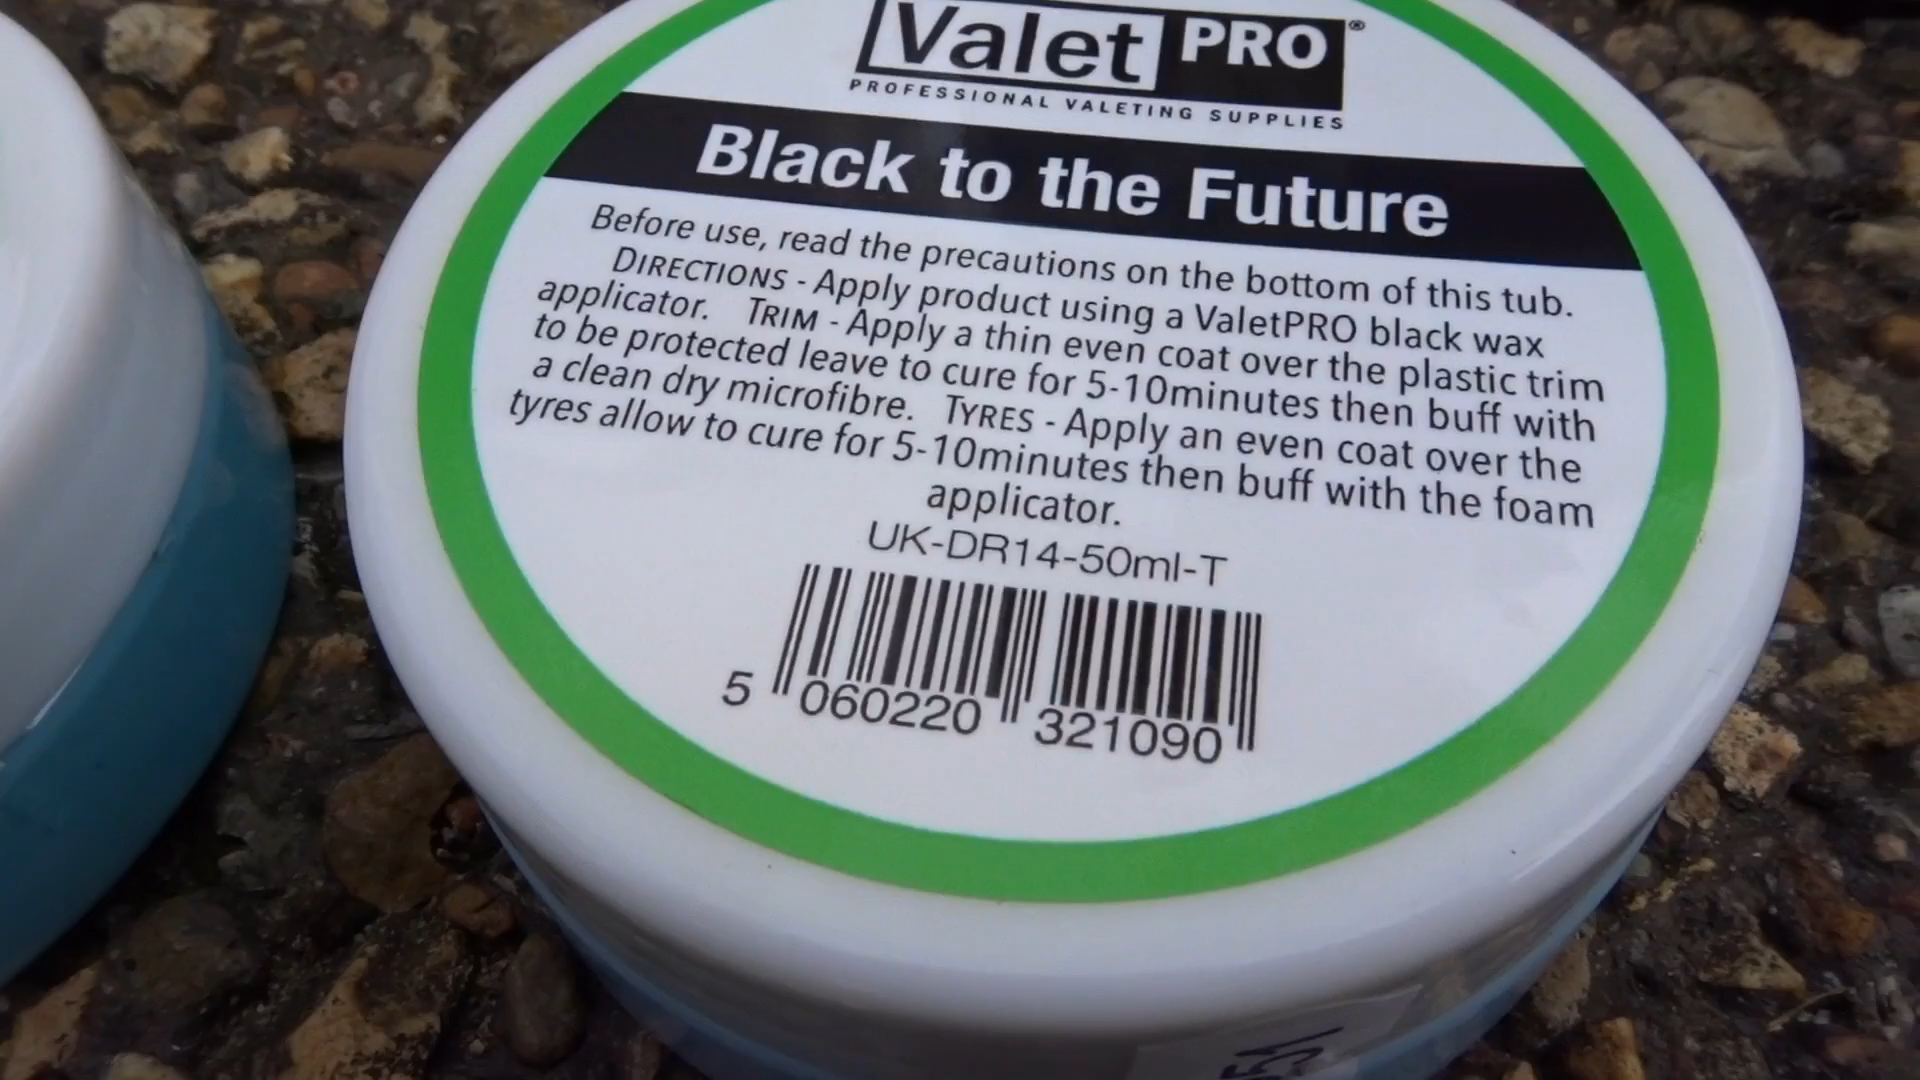 Valet PRO®
PROFESSIONAL VALETING SUPPLIES
Black to the Future
Before use, read the precautions on the bottom of this tub.
DIRECTIONS - Apply product using a ValetPRO black wax
applicator. TRIM - Apply a thin even coat over the plastic trim
to be protected leave to cure for 5-10minutes then buff with
a clean dry microfibre. TYRES - Apply an even coat over the
tyres allow to cure for 5-10minutes then buff with the foam
applicator.
UK-DR14-50ml-T
5 060220 321090